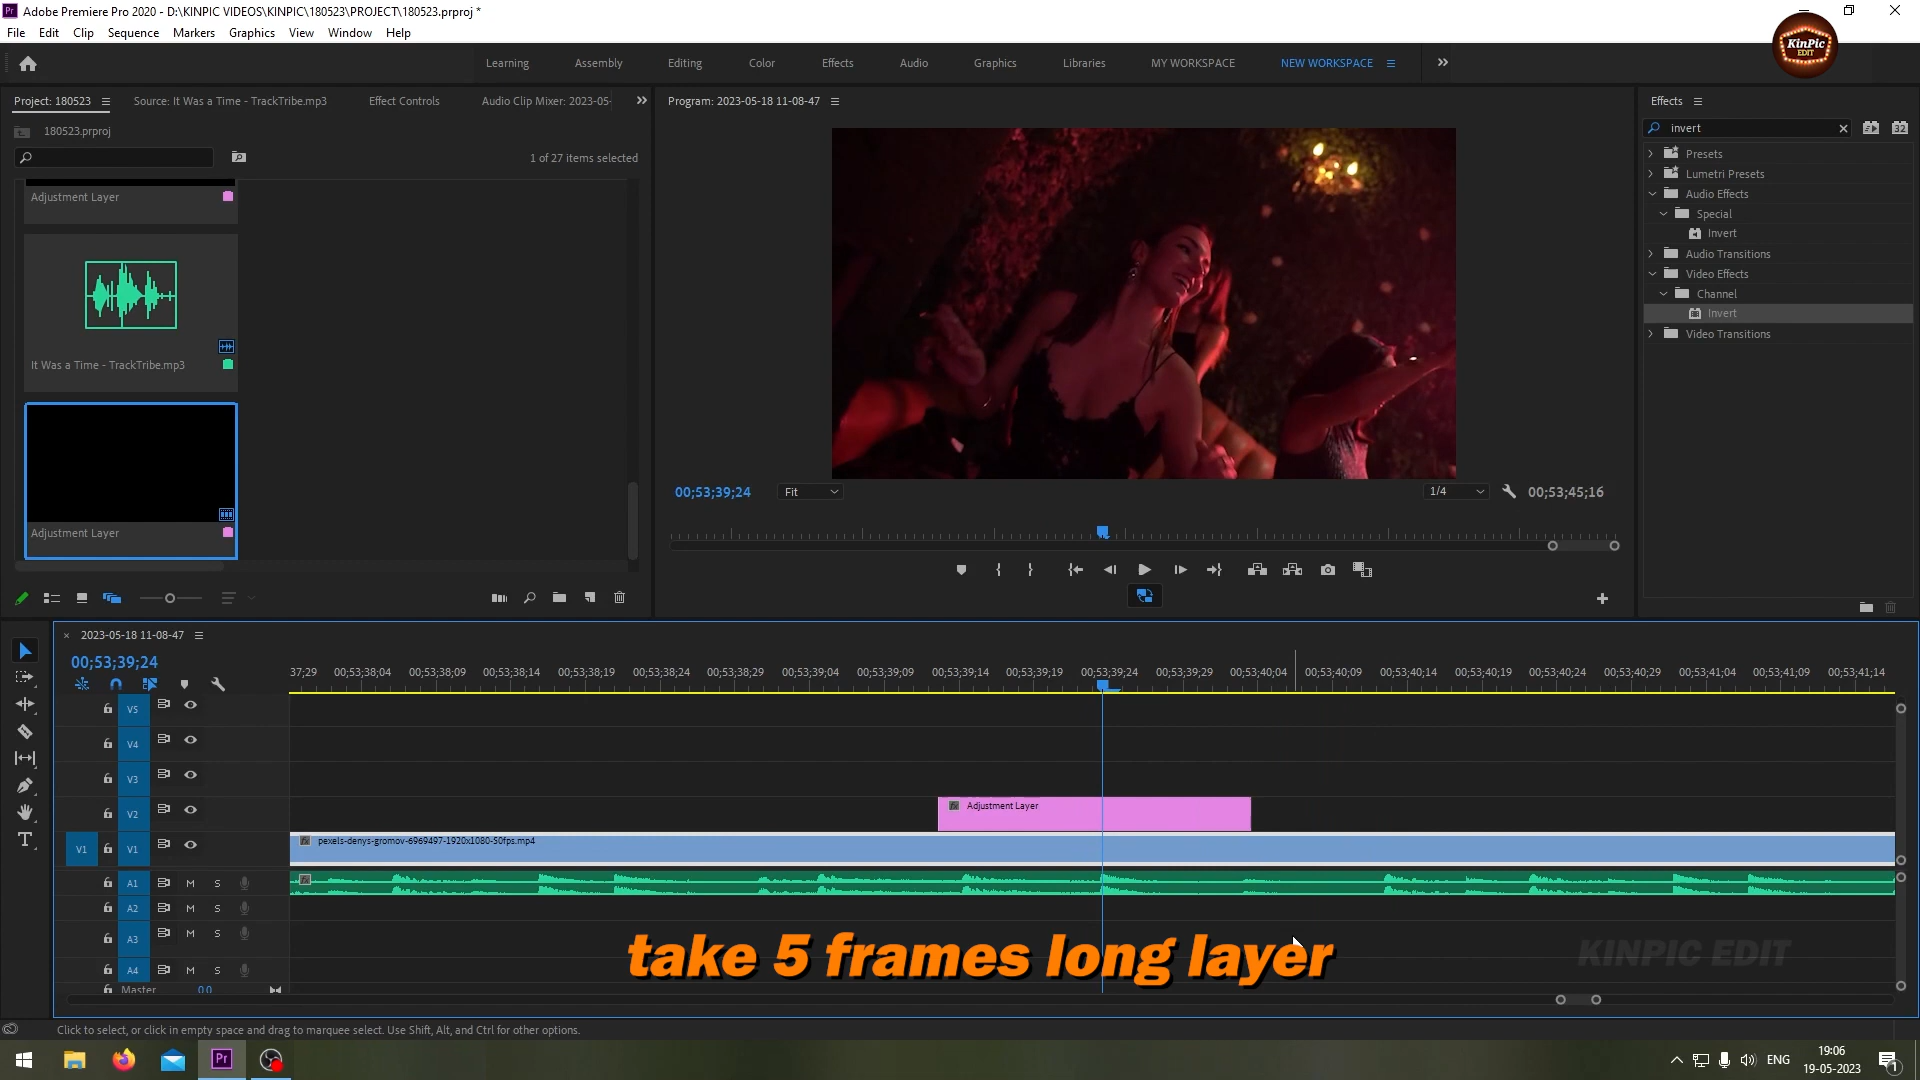 Adobe Premiere Pro 2020 - D:\KINPIC VIDEOS\KINPIC\180523\PROJECT\180523.prproj *
File Edit Clip Sequence Markers Graphics View Window Help
KinPic
EDIT
Learning Assembly Editing Color Effects Audio Graphics Libraries MY WORKSPACE NEW WORKSPACE
Project: 180523 Source: It Was a Time - TrackTribe.mp3 Effect Controls Audio Clip Mixer: 2023-05-
Program: 2023-05-18 11-08-47
Effects
180523.prproj
invert
32
1 of 27 items selected
Adjustment Layer
It Was a Time - TrackTribe.mp3
Adjustment Layer
Presets
Lumetri Presets
Audio Effects
Special
Invert
Audio Transitions
Video Effects
Channel
Invert
Video Transitions
00;53;39;24 Fit 1/4 00;53;45;16
2023-05-18 11-08-47
00;53;39;24
37;29 00;53;38;04 00;53;38;09 00;53;38;14 00;53;38;19 00;53;38;24 00;53;38;29 00;53;39;04 00;53;39;09 00;53;39;14 00;53;39;19 00;53;39;24 00;53;39;29 00;53;40;04 00;53;40;09 00;53;40;14 00;53;40;19 00;53;40;24 00;53;40;29 00;53;41;04 00;53;41;09 00;53;41;14
V5
V4
V3
V2 Adjustment Layer
V1 V1 pexels-denys-gromov-6969497-1920x1080-50fps.mp4
A1 M S
A2 M S
A3 M S
A4 M S
Master 0.0
take 5 frames long layer
KINPIC EDIT
Click to select, or click in empty space and drag to marquee select. Use Shift, Alt, and Ctrl for other options.
Pr
ENG
19:06
19-05-2023
1